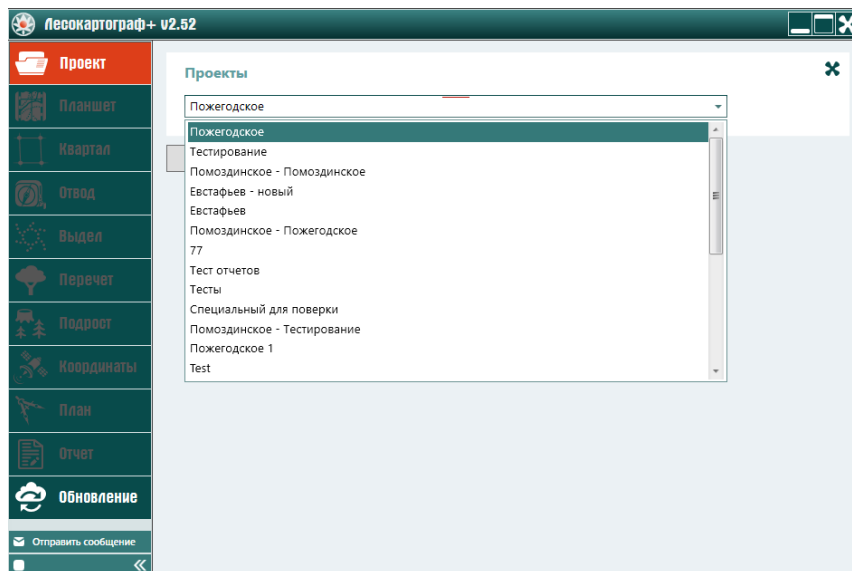 Лесокартограф+ v2.52
Проект
Планшет
Квартал
Отвод
Выдел
Перечет
Подрост
Координаты
План
Отчет
Обновление
Отправить сообщение
Проекты
Пожегодское
Пожегодское
Тестирование
Помоздинское - Помоздинское
Евстафьев - новый
Евстафьев
Помоздинское - Пожегодское
77
Тест отчетов
Тесты
Специальный для поверки
Помоздинское - Тестирование
Пожегодское 1
Test